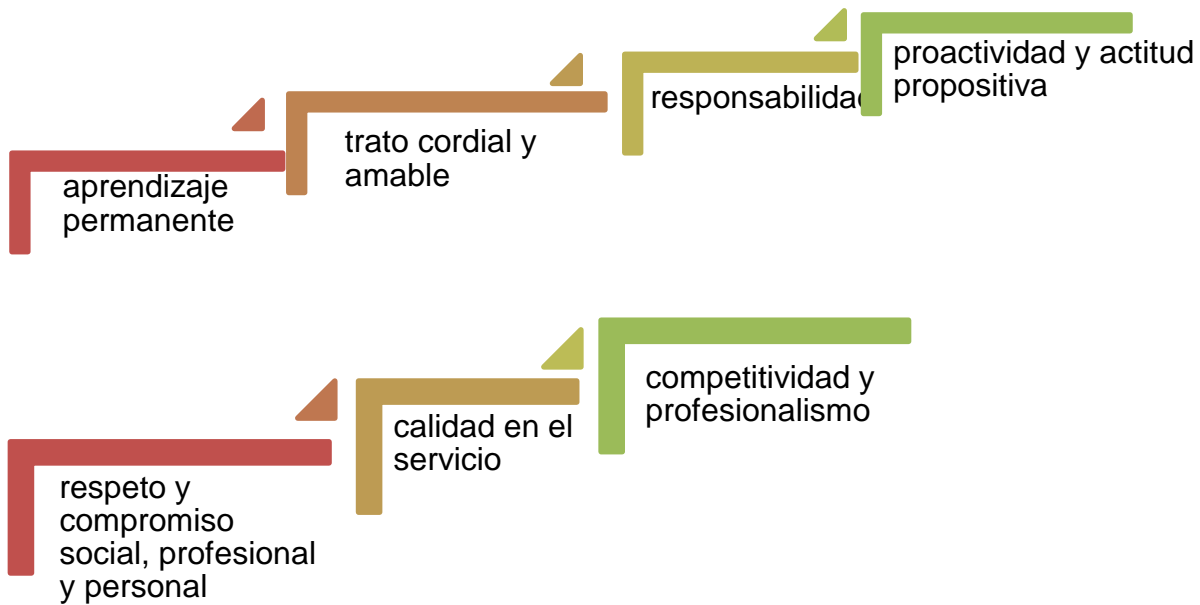 aprendizaje
permanente
trato cordial y
amable
responsabilidad
proactividad y actitud
propositiva
respeto y
compromiso
social, profesional
y personal
calidad en el
servicio
competitividad y
profesionalismo